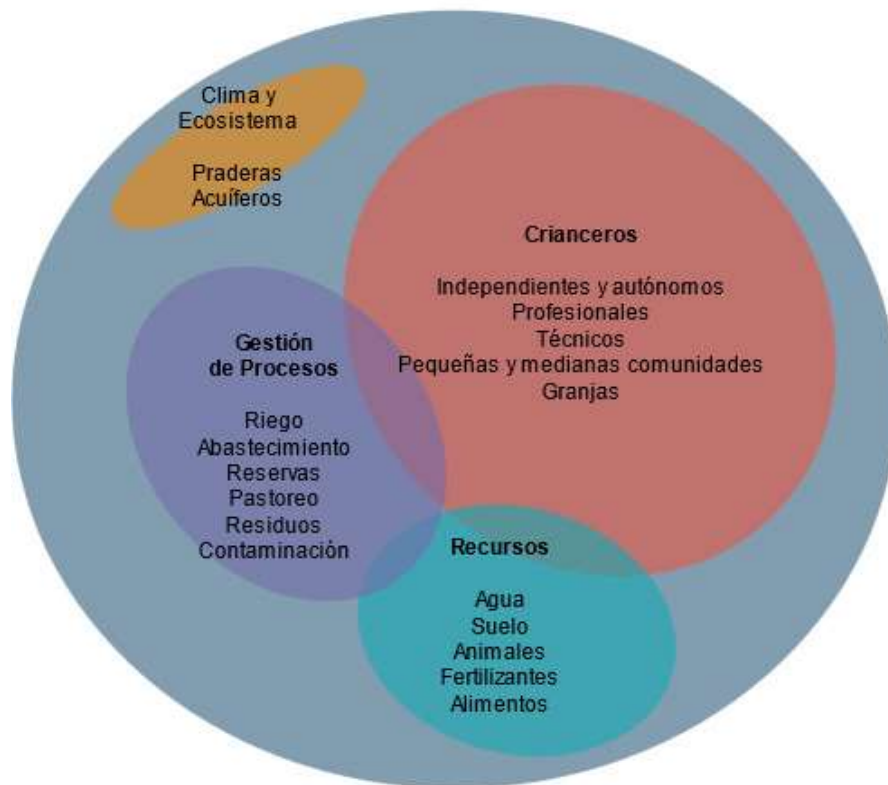 Clima y
Ecosistema
Praderas
Acuíferos
Crianceros
Independientes y autónomos
Profesionales
Técnicos
Pequeñas y medianas comunidades
Granjas
Gestión
de Procesos
Riego
Abastecimiento
Reservas
Pastoreo
Residuos
Contaminación
Recursos
Agua
Suelo
Animales
Fertilizantes
Alimentos